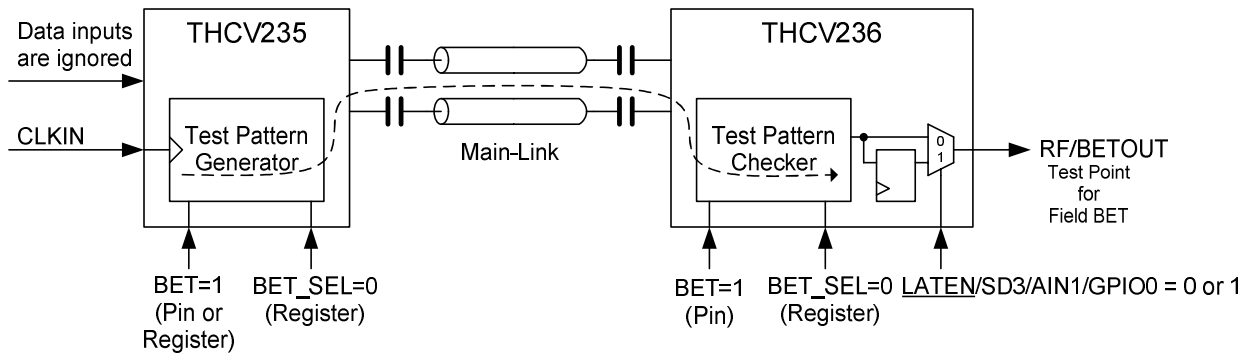 Data inputs
are ignored
THCV235
THCV236
CLKIN
Test Pattern
Generator
Main-Link
Test Pattern
Checker
0
1
RF/BETOUT
Test Point
for
Field BET
BET=1
(Pin or
Register)
BET_SEL=0
(Register)
BET=1
(Pin)
BET_SEL=0
(Register)
LATEN/SD3/AIN1/GPIO0 = 0 or 1